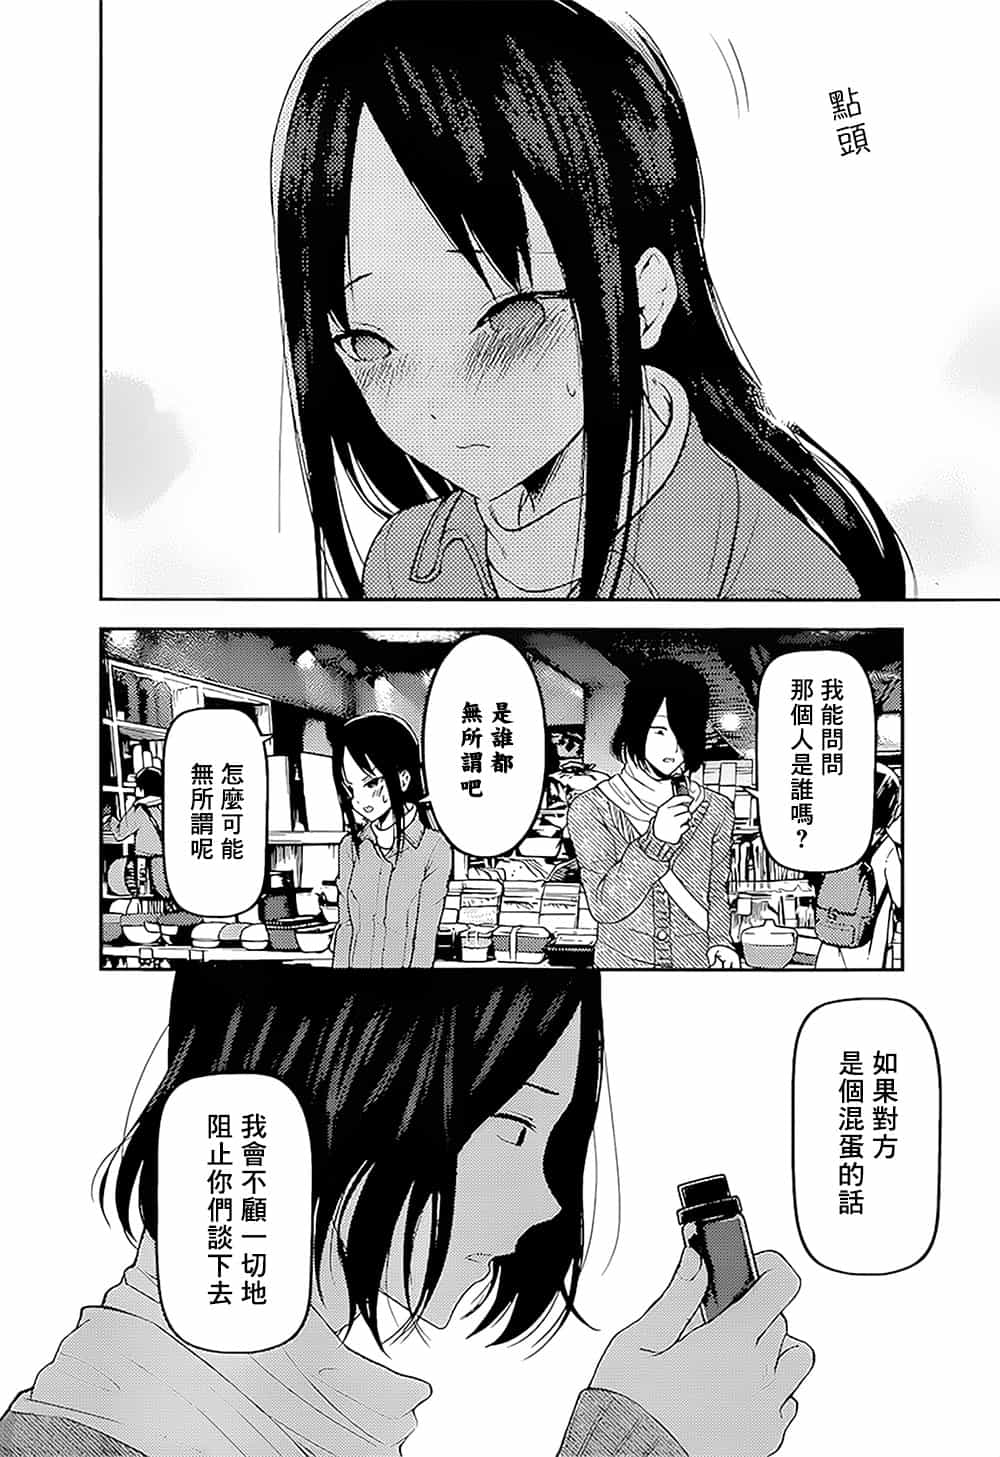 點頭
我能問問
那個人是誰嗎？
是誰都
無所謂吧
怎麼可能
無所謂呢
如果對方
是個混蛋的話
我會不顧一切地
阻止你們談下去